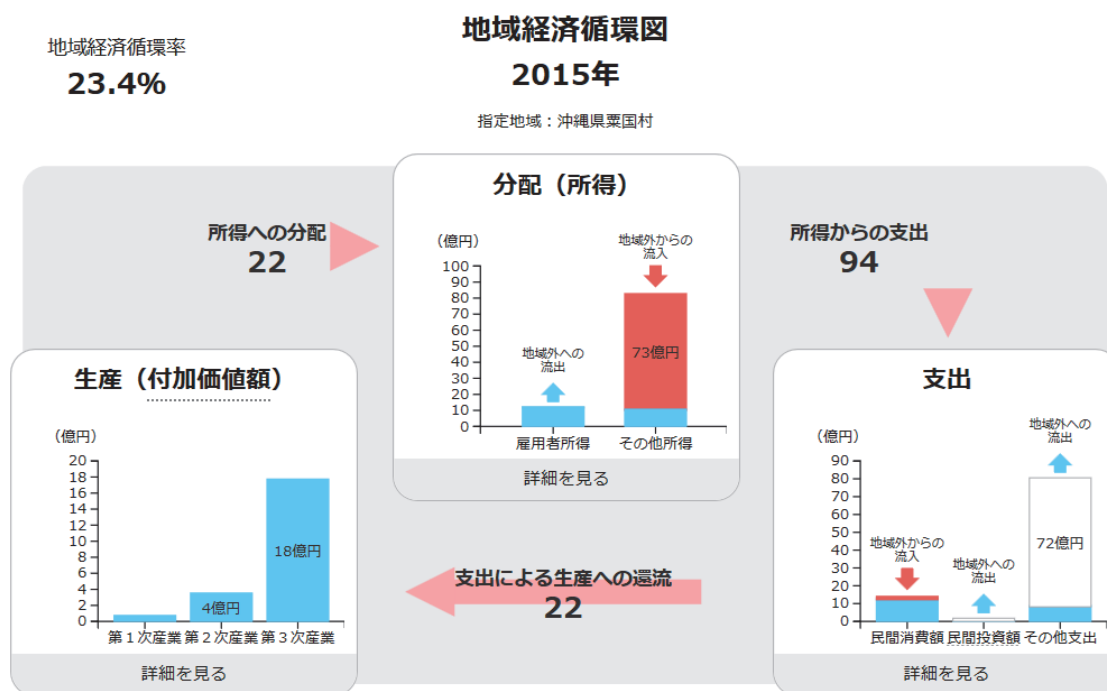 地域経済循環図
2015年
指定地域：沖縄県粟国村
地域経済循環率
23.4%
所得への分配
22
分配（所得）
（億円）
100
90
80
70
60
50
40
30
20
10
0
地域外への
流出
地域外からの
流入
73億円
雇用者所得
その他所得
詳細を見る
所得からの支出
94
生産（付加価値額）
（億円）
20
18
16
14
12
10
8
6
4
2
0
4億円
18億円
第１次産業
第２次産業
第３次産業
詳細を見る
支出による生産への還流
22
支出
（億円）
90
80
70
60
50
40
30
20
10
0
地域外からの
流入
地域外への
流出
地域外への
流出
72億円
民間消費額
民間投資額
その他支出
詳細を見る